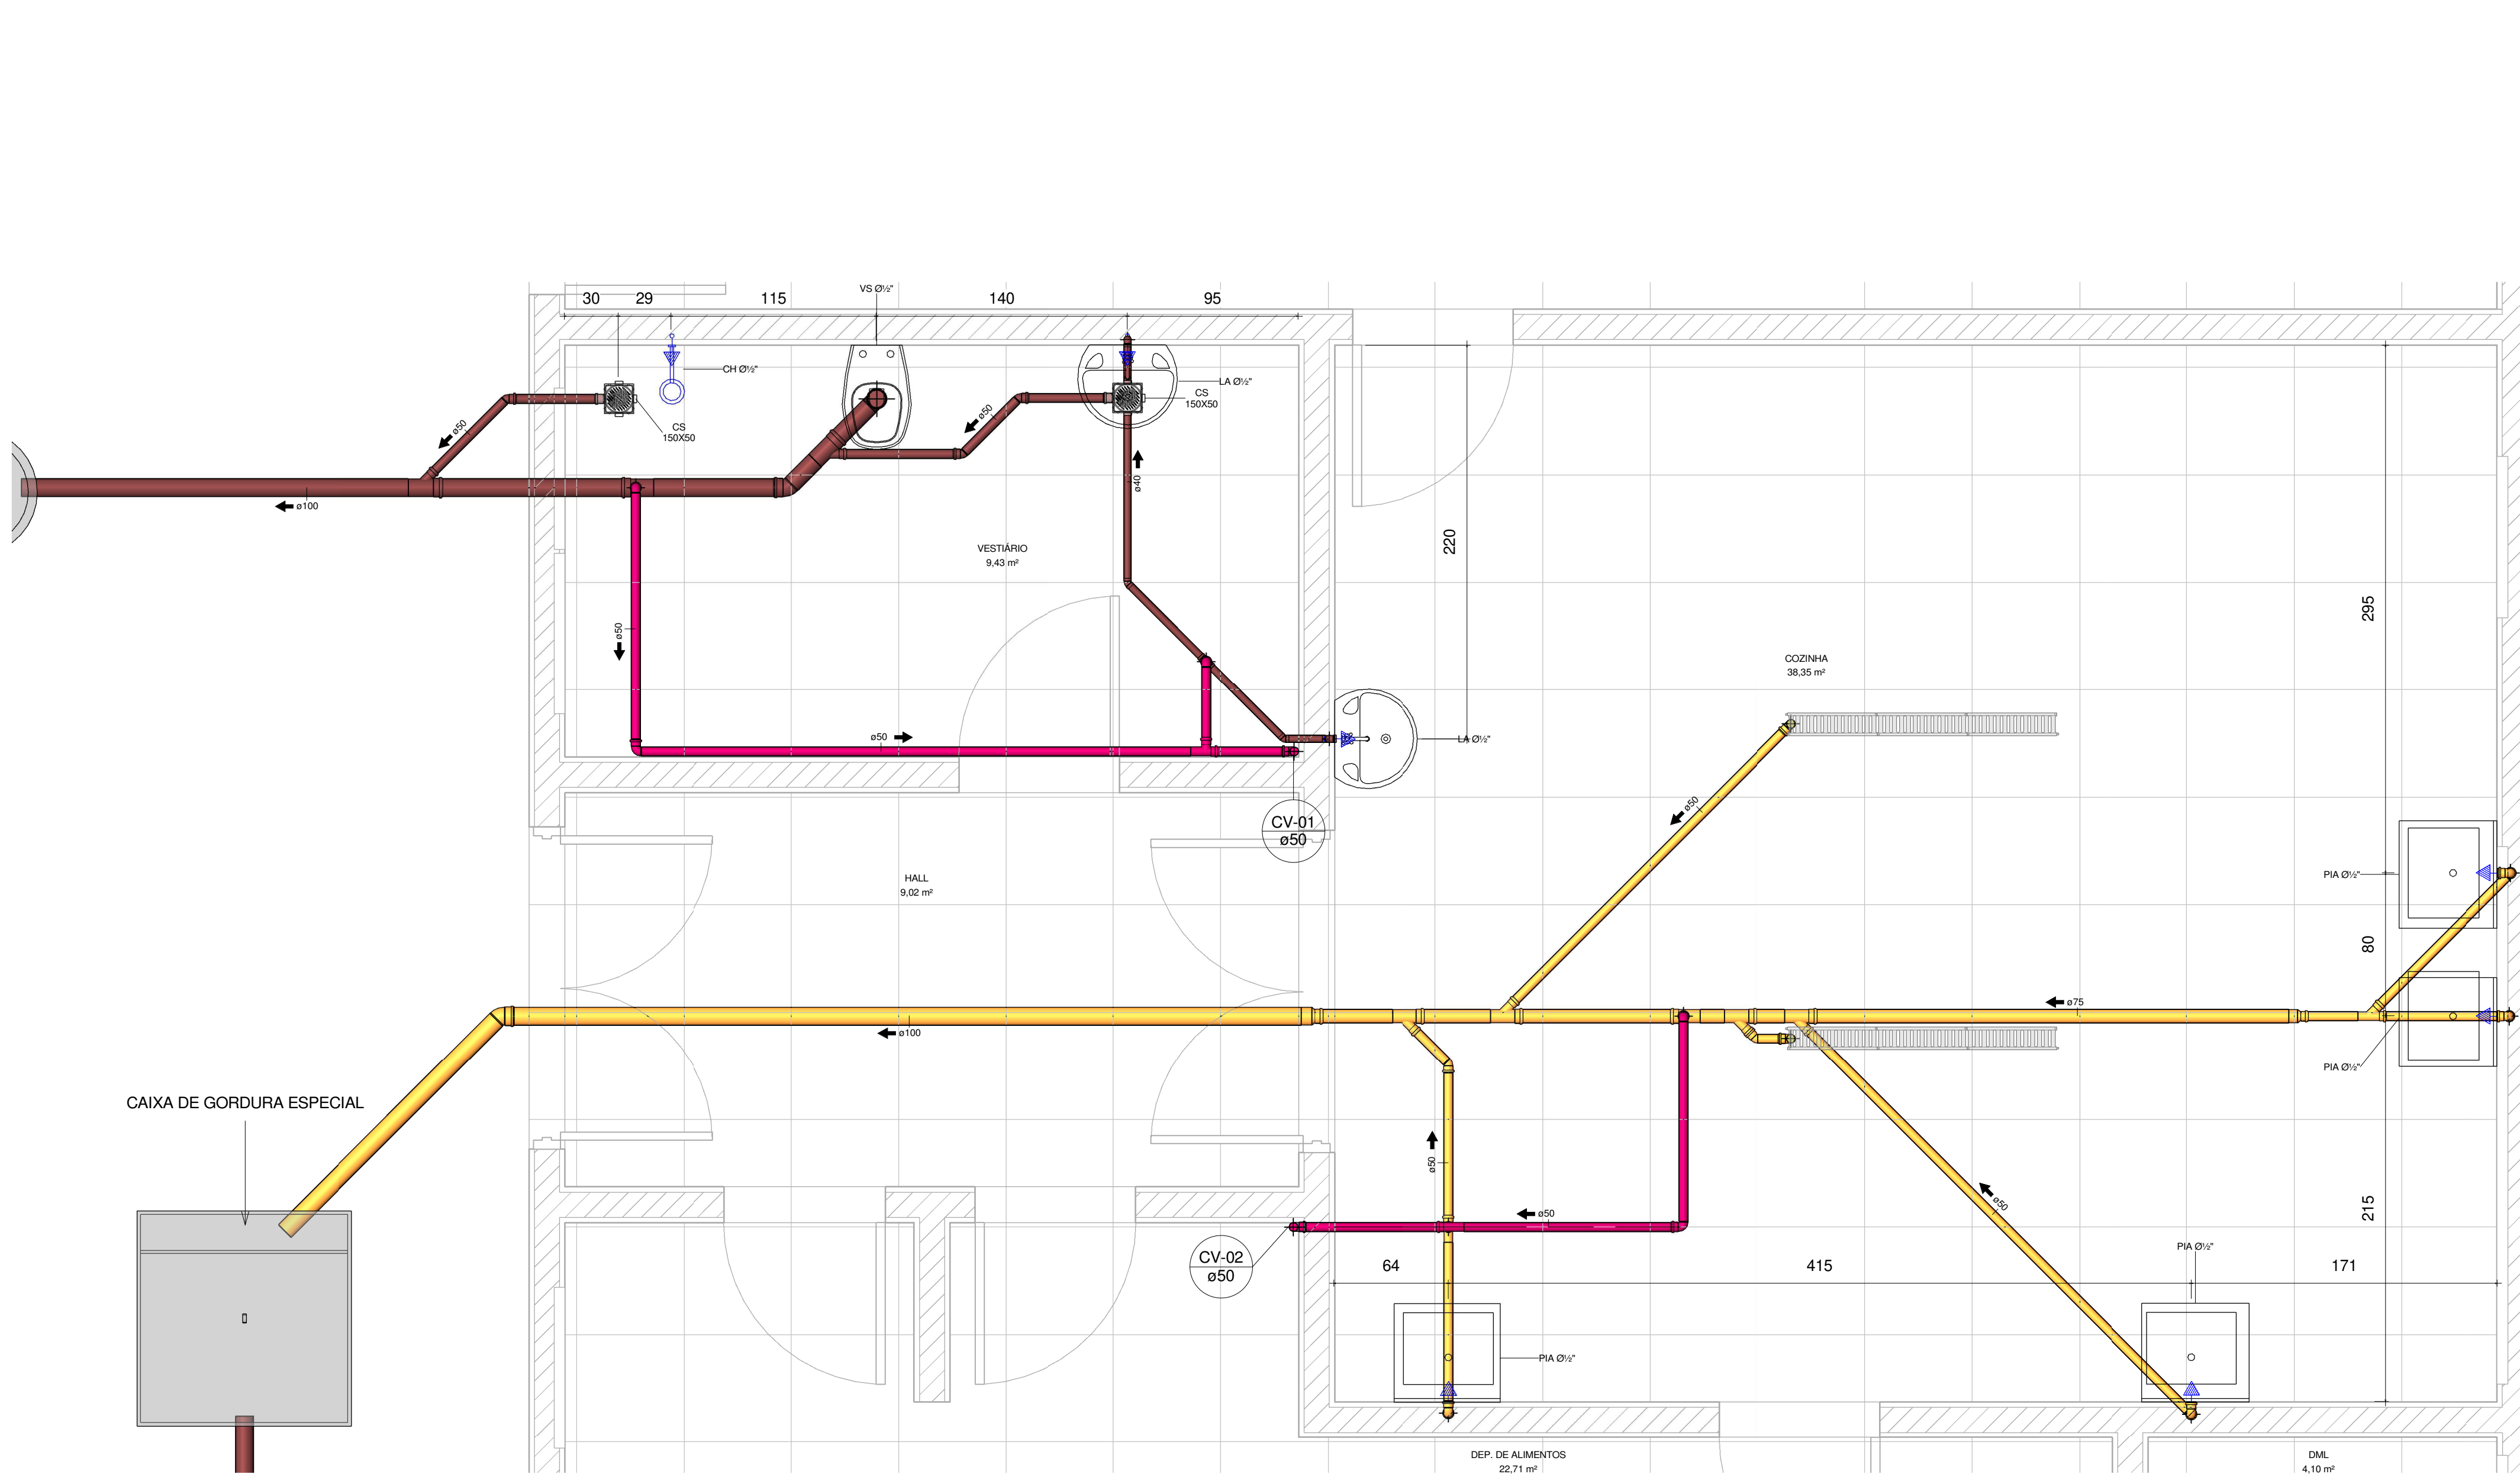 VS Ø½"
30 29 115 140 95
CH Ø½"
LA Ø½"
CS
150X50
CS
150X50
ø50
ø50
ø40
ø100
220
VESTIÁRIO
9,43 m²
295
ø50
COZINHA
38,35 m²
ø50
LA Ø½"
ø50
CV-01
ø50
HALL
9,02 m²
PIA Ø½"
80
ø75
ø100
PIA Ø½"
CAIXA DE GORDURA ESPECIAL
ø50
ø50
215
ø50
PIA Ø½"
CV-02
ø50
64 415 171
PIA Ø½"
DEP. DE ALIMENTOS
22,71 m²
DML
4,10 m²